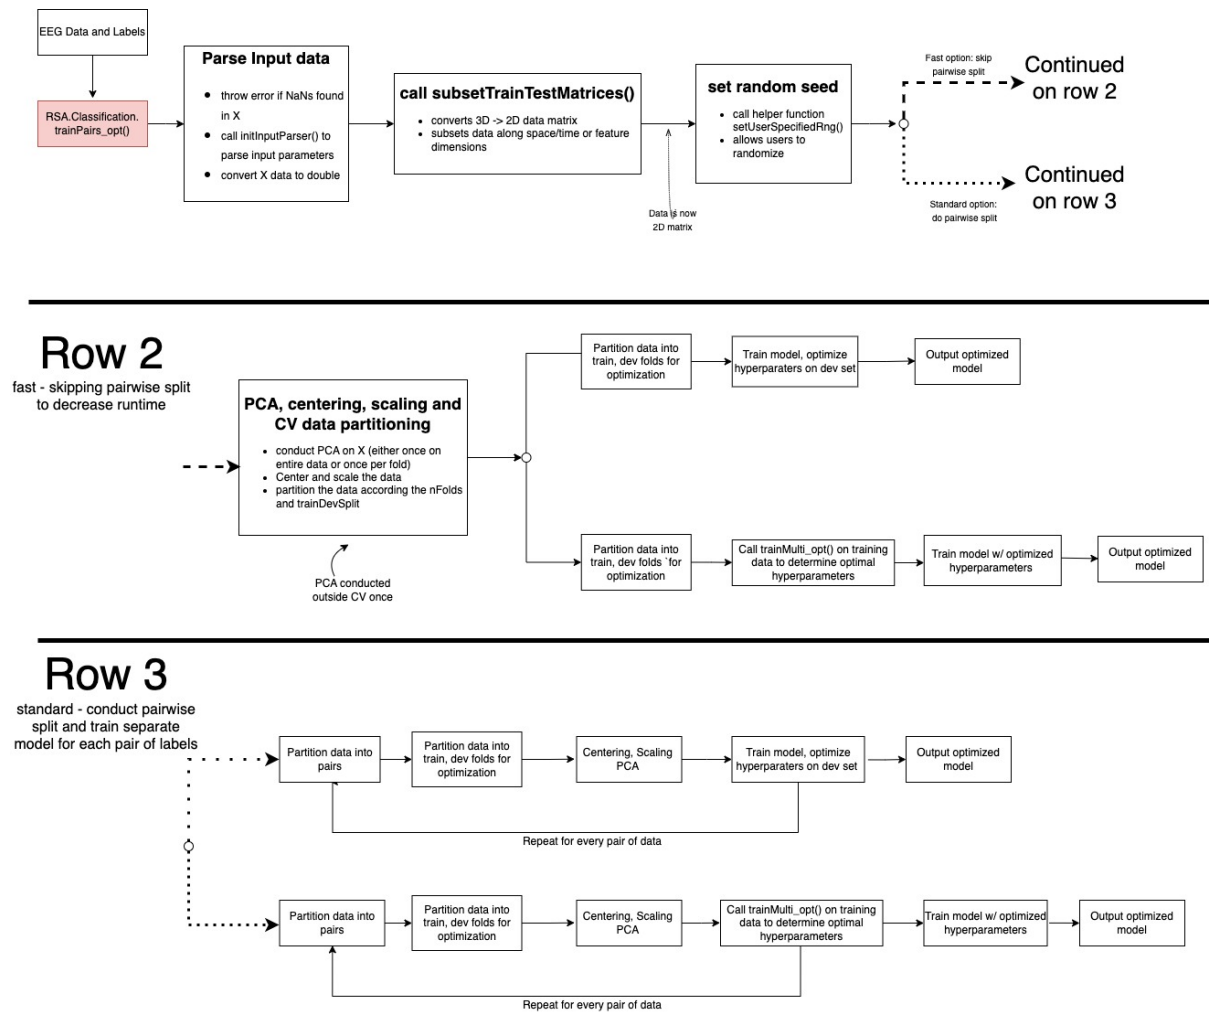 EEG Data and Labels
RSA.Classification.
trainPairs_opt()
Parse Input data
throw error if NaNs found
in X
call initInputParser() to
parse input parameters
convert X data to double
call subsetTrainTestMatrices()
converts 3D -> 2D data matrix
subsets data along space/time or feature
dimensions
Data is now
2D matrix
set random seed
call helper function
setUserSpecifiedRng()
allows users to
randomize
Fast option: skip
pairwise split
Continued
on row 2
Standard option:
do pairwise split
Continued
on row 3
Row 2
fast - skipping pairwise split
to decrease runtime
PCA, centering, scaling and
CV data partitioning
conduct PCA on X (either once on
entire data or once per fold)
Center and scale the data
partition the data according the nFolds
and trainDevSplit
PCA conducted
outside CV once
Partition data into
train, dev folds for
optimization
Train model, optimize
hyperparaters on dev set
Output optimized
model
Partition data into
train, dev folds `for
optimization
Call trainMulti_opt() on training
data to determine optimal
hyperparameters
Train model w/ optimized
hyperparameters
Output optimized
model
Row 3
standard - conduct pairwise
split and train separate
model for each pair of labels
Partition data into
pairs
Partition data into
train, dev folds for
optimization
Centering, Scaling
PCA
Train model, optimize
hyperparaters on dev set
Output optimized
model
Repeat for every pair of data
Partition data into
pairs
Partition data into
train, dev folds for
optimization
Centering, Scaling
PCA
Call trainMulti_opt() on training
data to determine optimal
hyperparameters
Train model w/ optimized
hyperparameters
Output optimized
model
Repeat for every pair of data